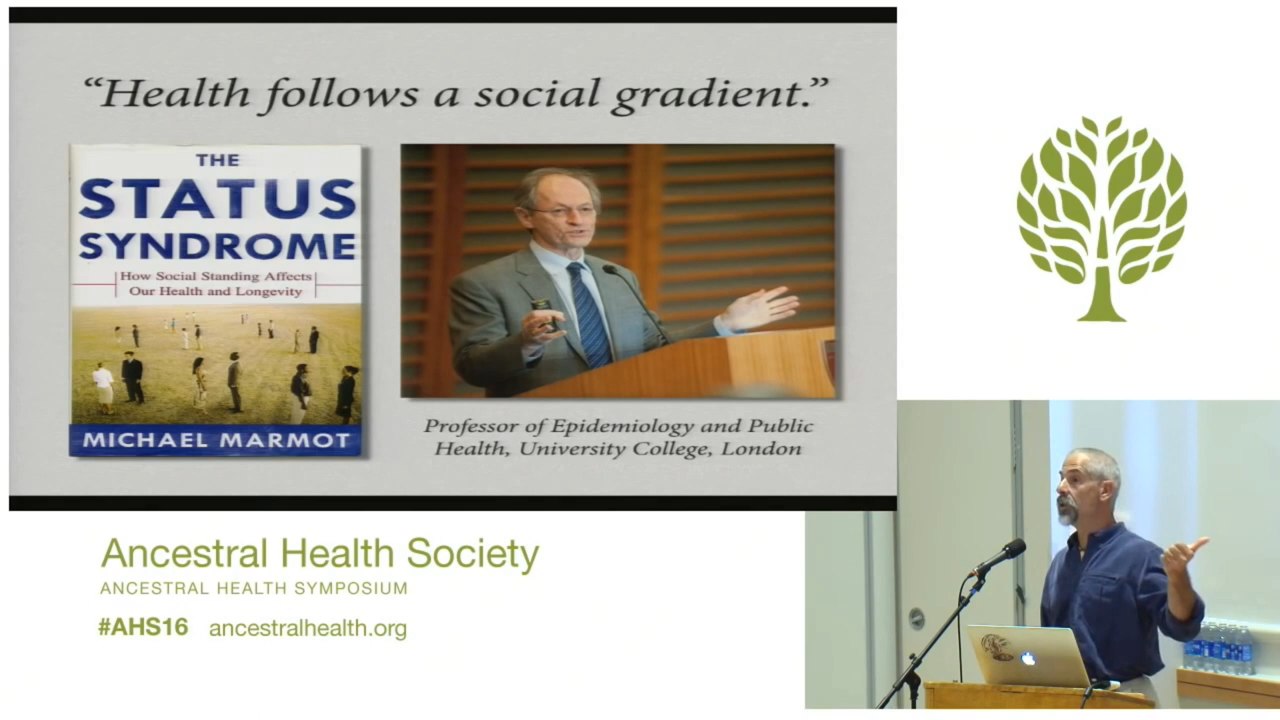 “Health follows a social gradient.”
THE
STATUS
SYNDROME
How Social Standing Affects
Our Health and Longevity
MICHAEL MARMOT
Professor of Epidemiology and Public
Health, University College, London
Ancestral Health Society
ANCESTRAL HEALTH SYMPOSIUM
#AHS16 ancestralhealth.org